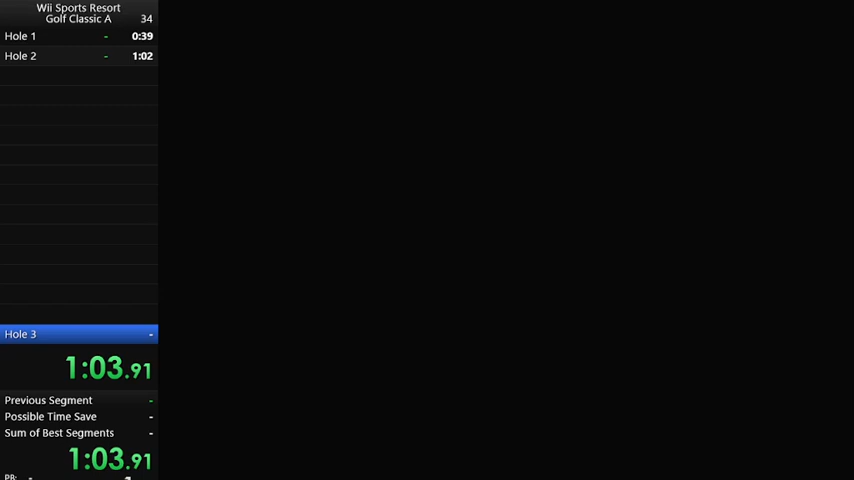 Wii Sports Resort
Golf Classic A 34
Hole 1 - 0:39
Hole 2 - 1:02
Hole 3 -
1:03.91
Previous Segment -
Possible Time Save -
Sum of Best Segments -
1:03.91
PB: -